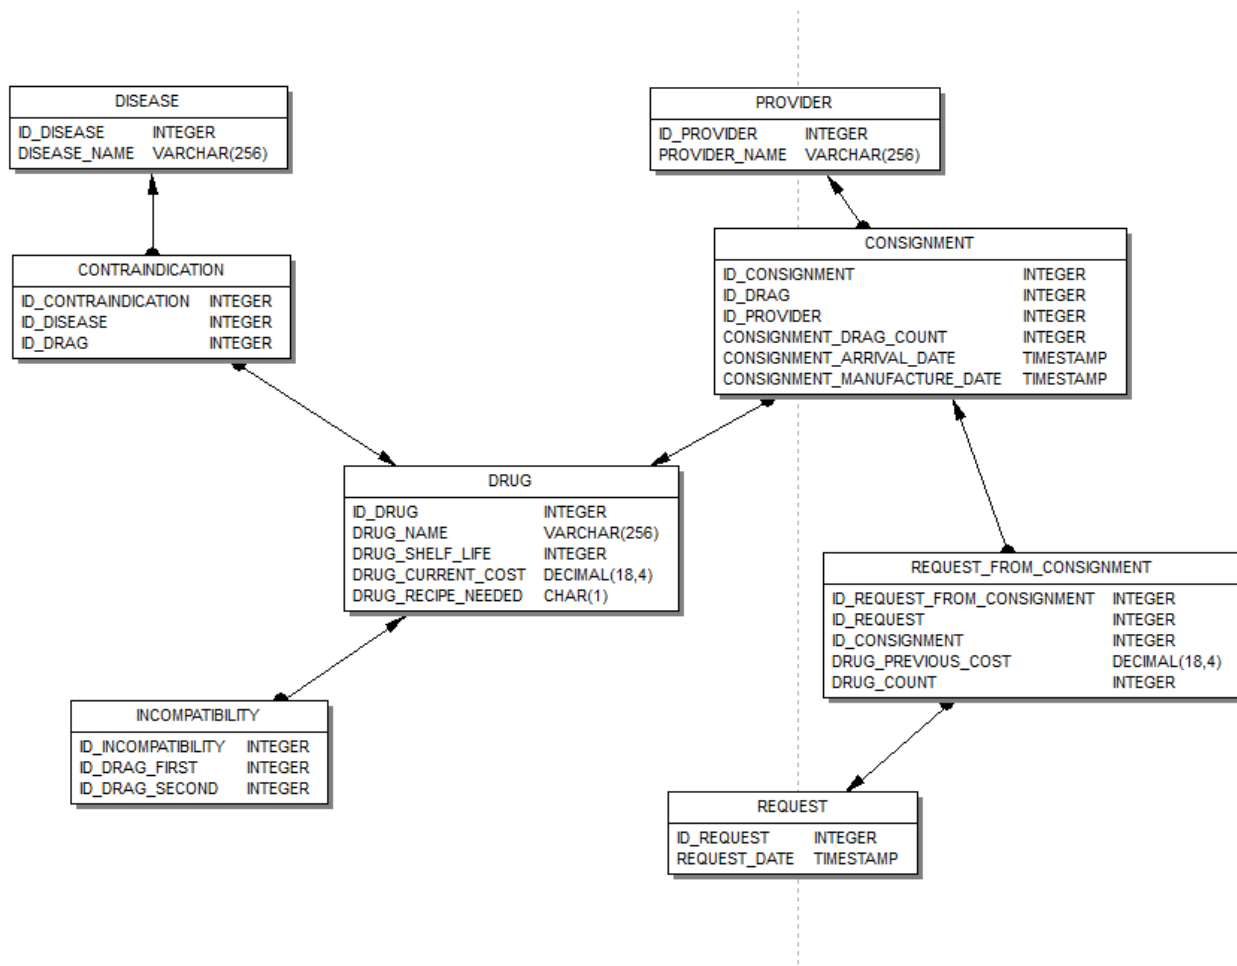 DISEASE
ID_DISEASE INTEGER
DISEASE_NAME VARCHAR(256)
PROVIDER
ID_PROVIDER INTEGER
PROVIDER_NAME VARCHAR(256)
CONTRAINDICATION
ID_CONTRAINDICATION INTEGER
ID_DISEASE INTEGER
ID_DRAG INTEGER
CONSIGNMENT
ID_CONSIGNMENT INTEGER
ID_DRAG INTEGER
ID_PROVIDER INTEGER
CONSIGNMENT_DRAG_COUNT INTEGER
CONSIGNMENT_ARRIVAL_DATE TIMESTAMP
CONSIGNMENT_MANUFACTURE_DATE TIMESTAMP
DRUG
ID_DRUG INTEGER
DRUG_NAME VARCHAR(256)
DRUG_SHELF_LIFE INTEGER
DRUG_CURRENT_COST DECIMAL(18,4)
DRUG_RECIPE_NEEDED CHAR(1)
REQUEST_FROM_CONSIGNMENT
ID_REQUEST_FROM_CONSIGNMENT INTEGER
ID_REQUEST INTEGER
ID_CONSIGNMENT INTEGER
DRUG_PREVIOUS_COST DECIMAL(18,4)
DRUG_COUNT INTEGER
INCOMPATIBILITY
ID_INCOMPATIBILITY INTEGER
ID_DRAG_FIRST INTEGER
ID_DRAG_SECOND INTEGER
REQUEST
ID_REQUEST INTEGER
REQUEST_DATE TIMESTAMP